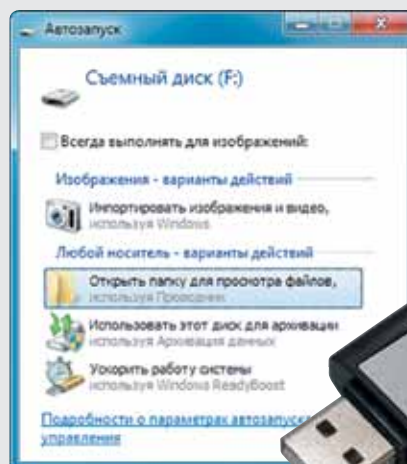 Автозапуск
Съемный диск (F:)
Всегда выполнять для изображений:
Изображения - варианты действий
Импортировать изображения и видео,
используя Windows
Любой носитель - варианты действий
Открыть папку для просмотра файлов,
используя Проводник
Использовать этот диск для архивации
используя Архивация данных
Ускорить работу системы
используя Windows ReadyBoost
Подробности о параметрах автозапуска
управления